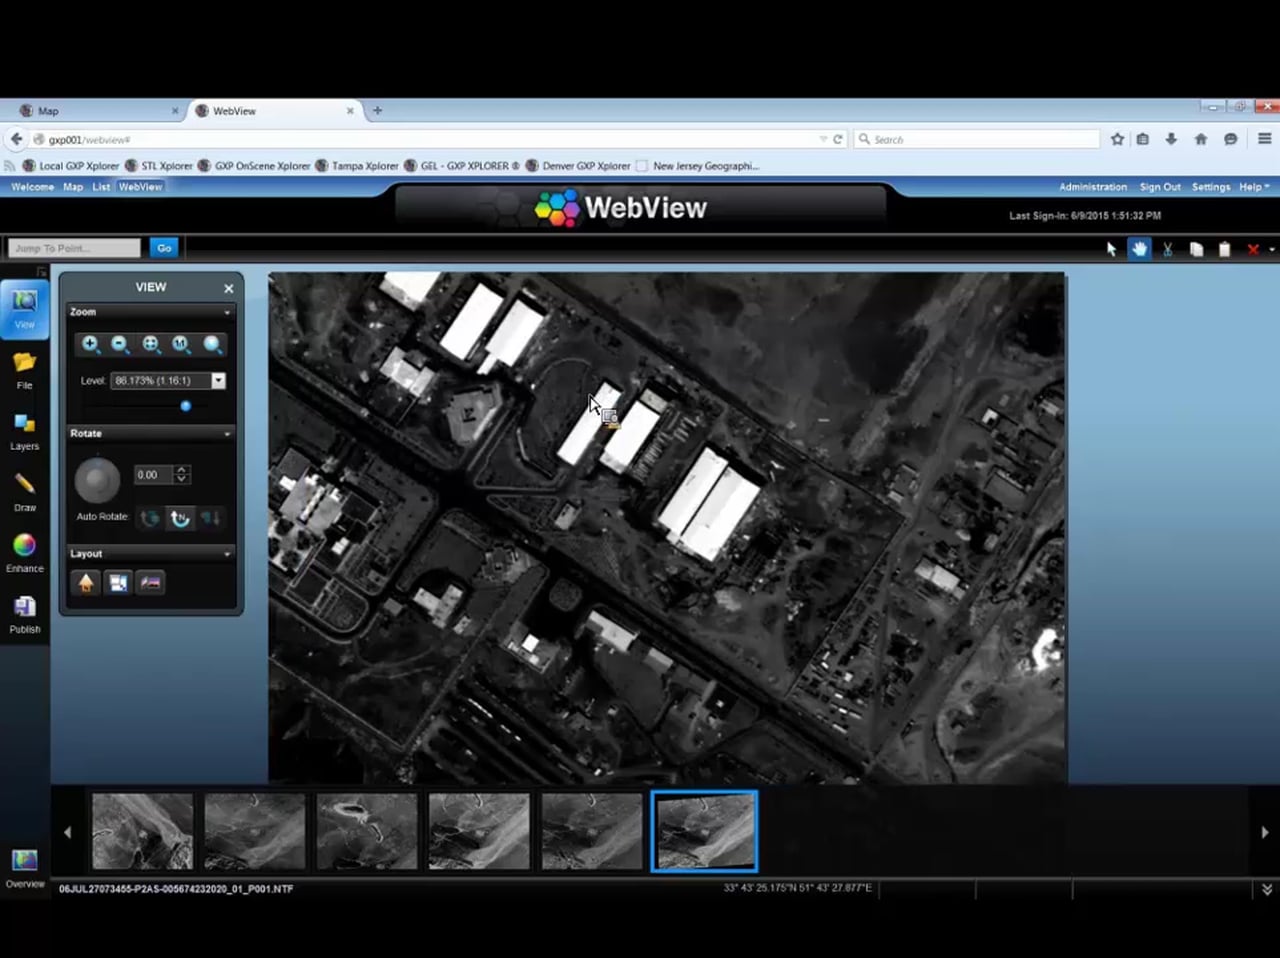 Map
WebView
gxp001/webview#
Search
Local GXP Xplorer
STL Xplorer
GXP OnScene Xplorer
Tampa Xplorer
GEL - GXP XPLORER ®
Denver GXP Xplorer
New Jersey Geographi...
Welcome Map List WebView
WebView
Administration Sign Out Settings Help
Last Sign-In: 6/9/2015 1:51:32 PM
Jump To Point...
Go
VIEW
Zoom
Level: 86.173% (1.16:1)
Rotate
0.00
Auto Rotate:
Layout
View
File
Layers
Draw
Enhance
Publish
Overview
06JUL27073455-P2AS-005674232020_01_P001.NTF
33° 43' 25.175"N 51° 43' 27.877"E